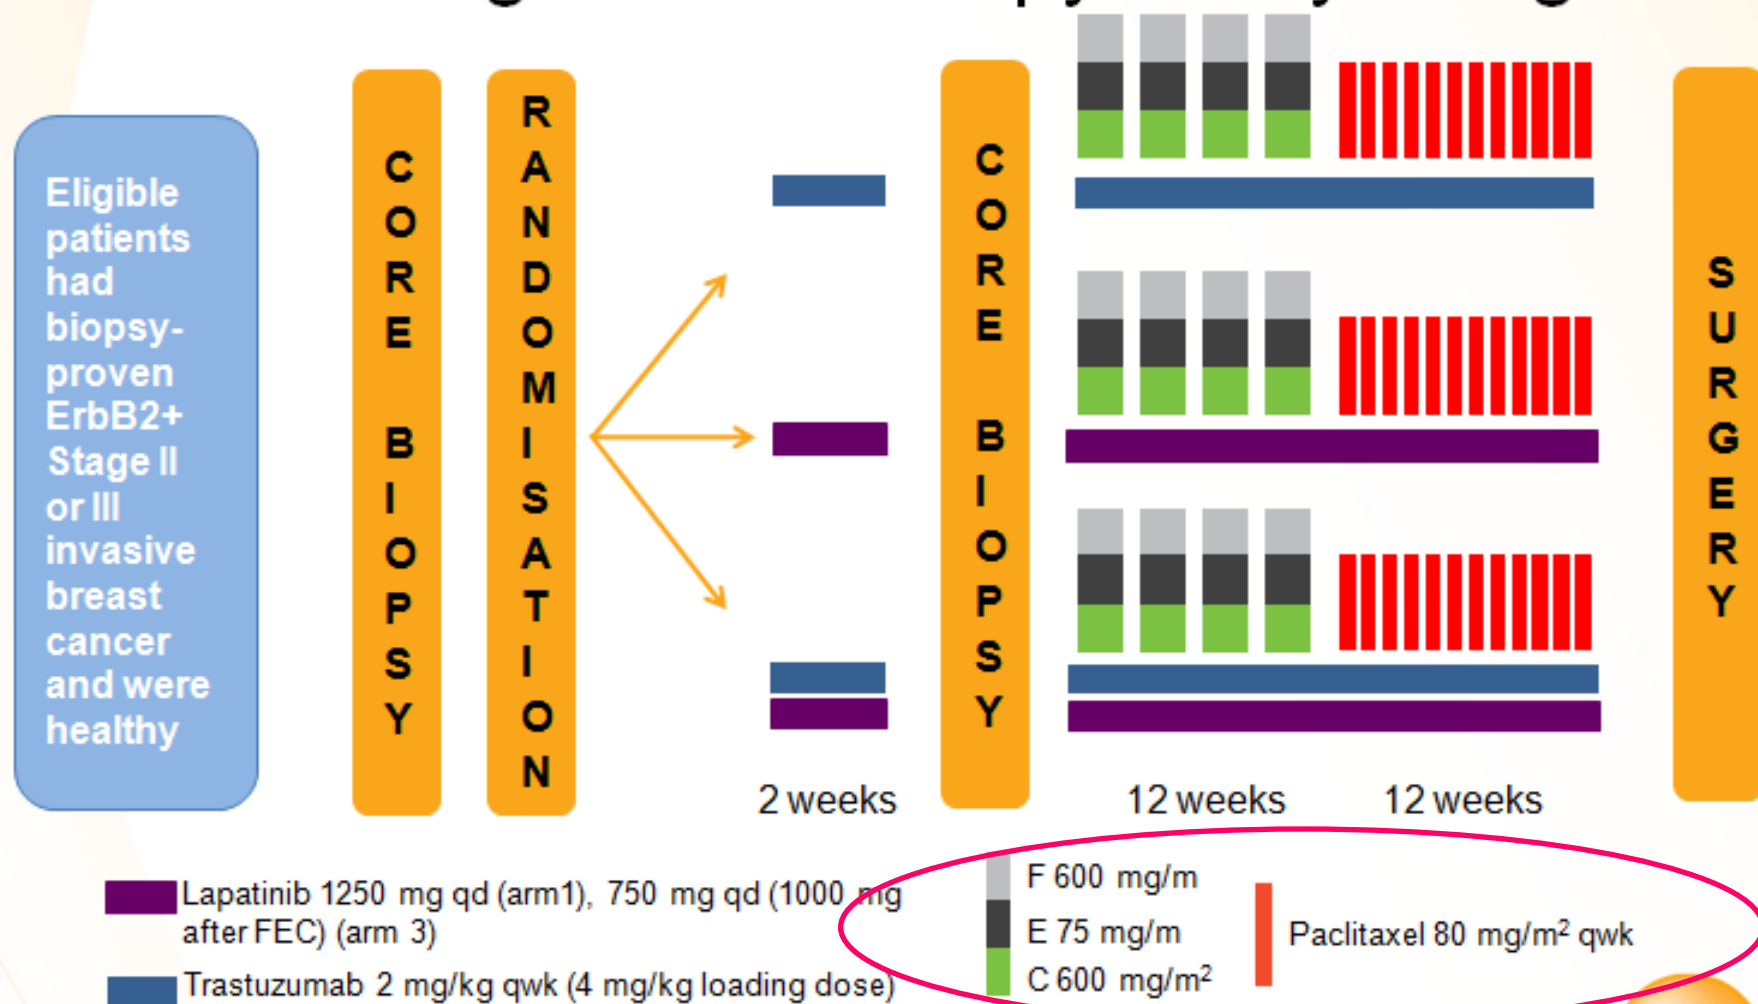 Eligible
patients
had
biopsy-
proven
ErbB2+
Stage II
or III
invasive
breast
cancer
and were
healthy
CORE BIOPSY
RANDOMISATION
CORE BIOPSY
SURGERY
2 weeks
12 weeks
12 weeks
Lapatinib 1250 mg qd (arm1), 750 mg qd (1000 mg
after FEC) (arm 3)
Trastuzumab 2 mg/kg qwk (4 mg/kg loading dose)
F 600 mg/m
E 75 mg/m
C 600 mg/m²
Paclitaxel 80 mg/m² qwk